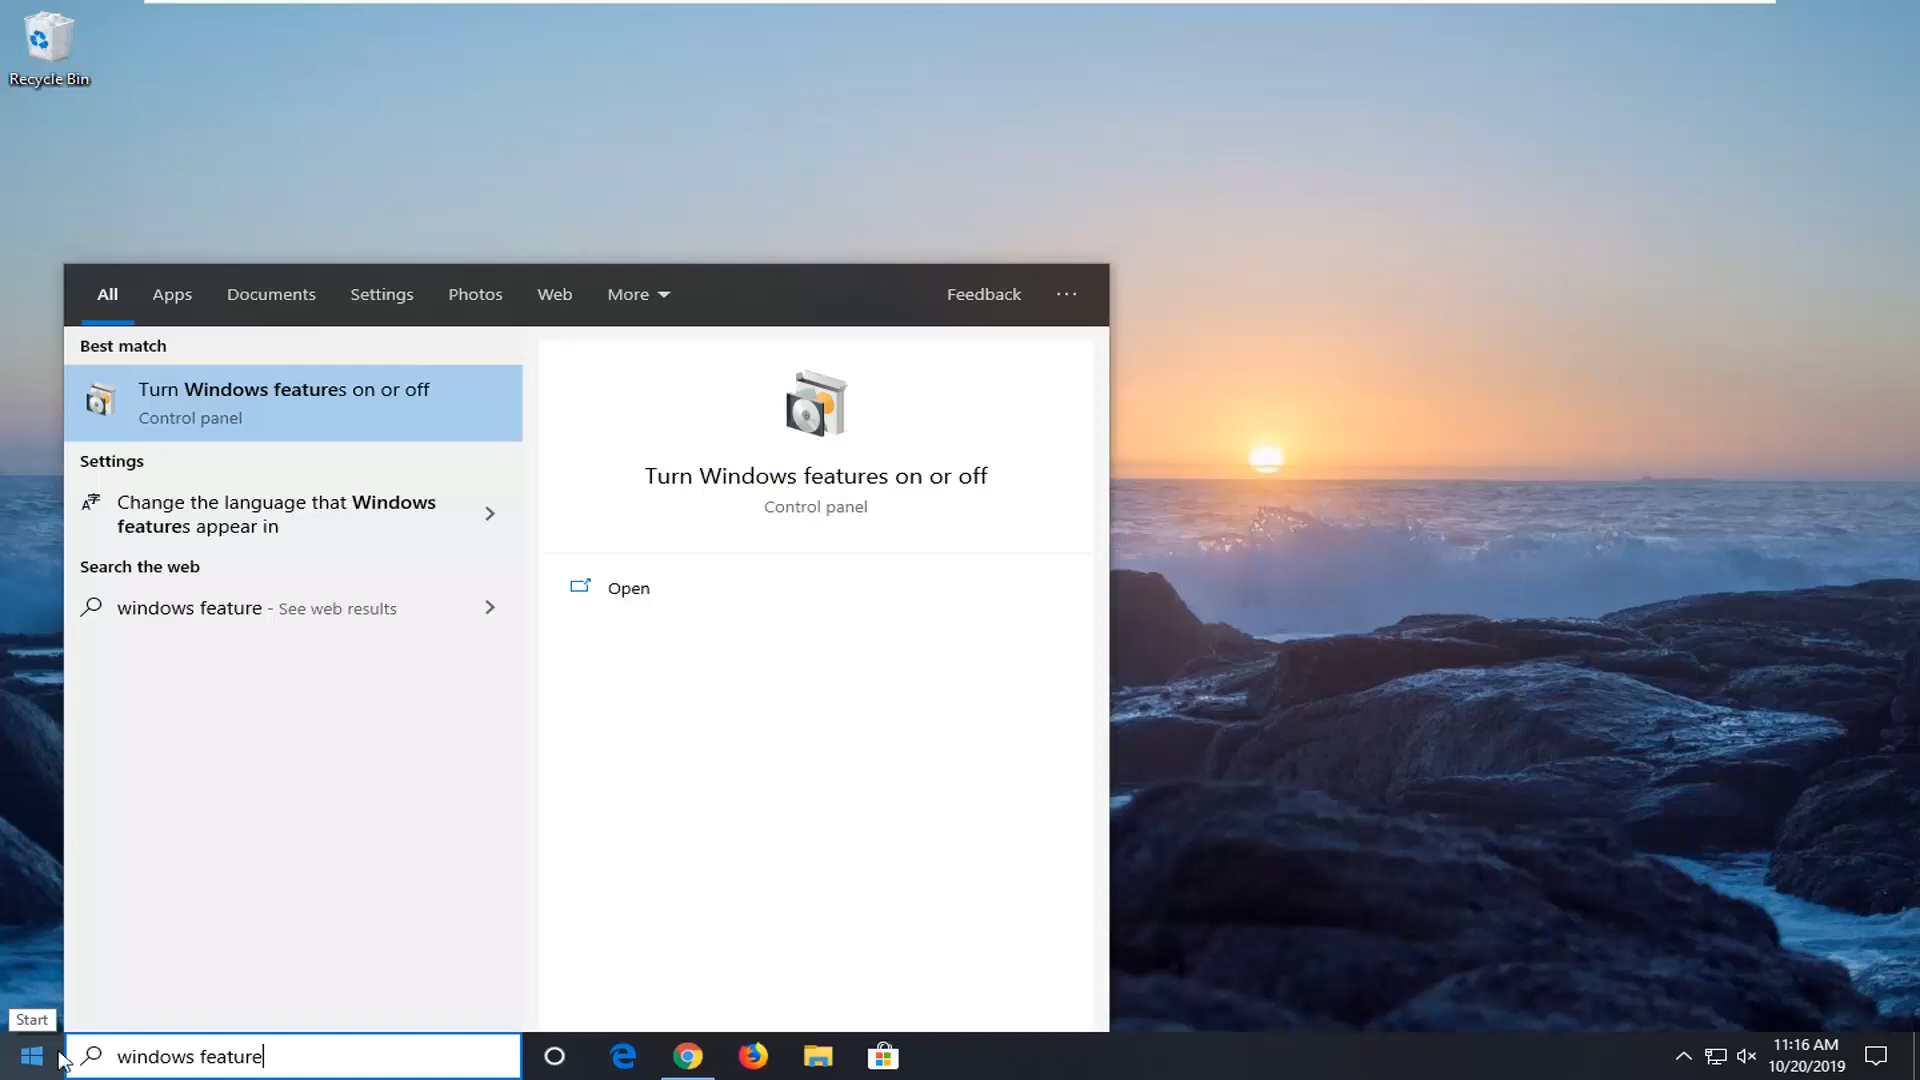 Recycle Bin
All Apps Documents Settings Photos Web More Feedback ...
Best match
Turn Windows features on or off
Control panel
Settings
Change the language that Windows
features appear in
Search the web
windows feature - See web results
Turn Windows features on or off
Control panel
Open
Start
windows feature
11:16 AM
10/20/2019